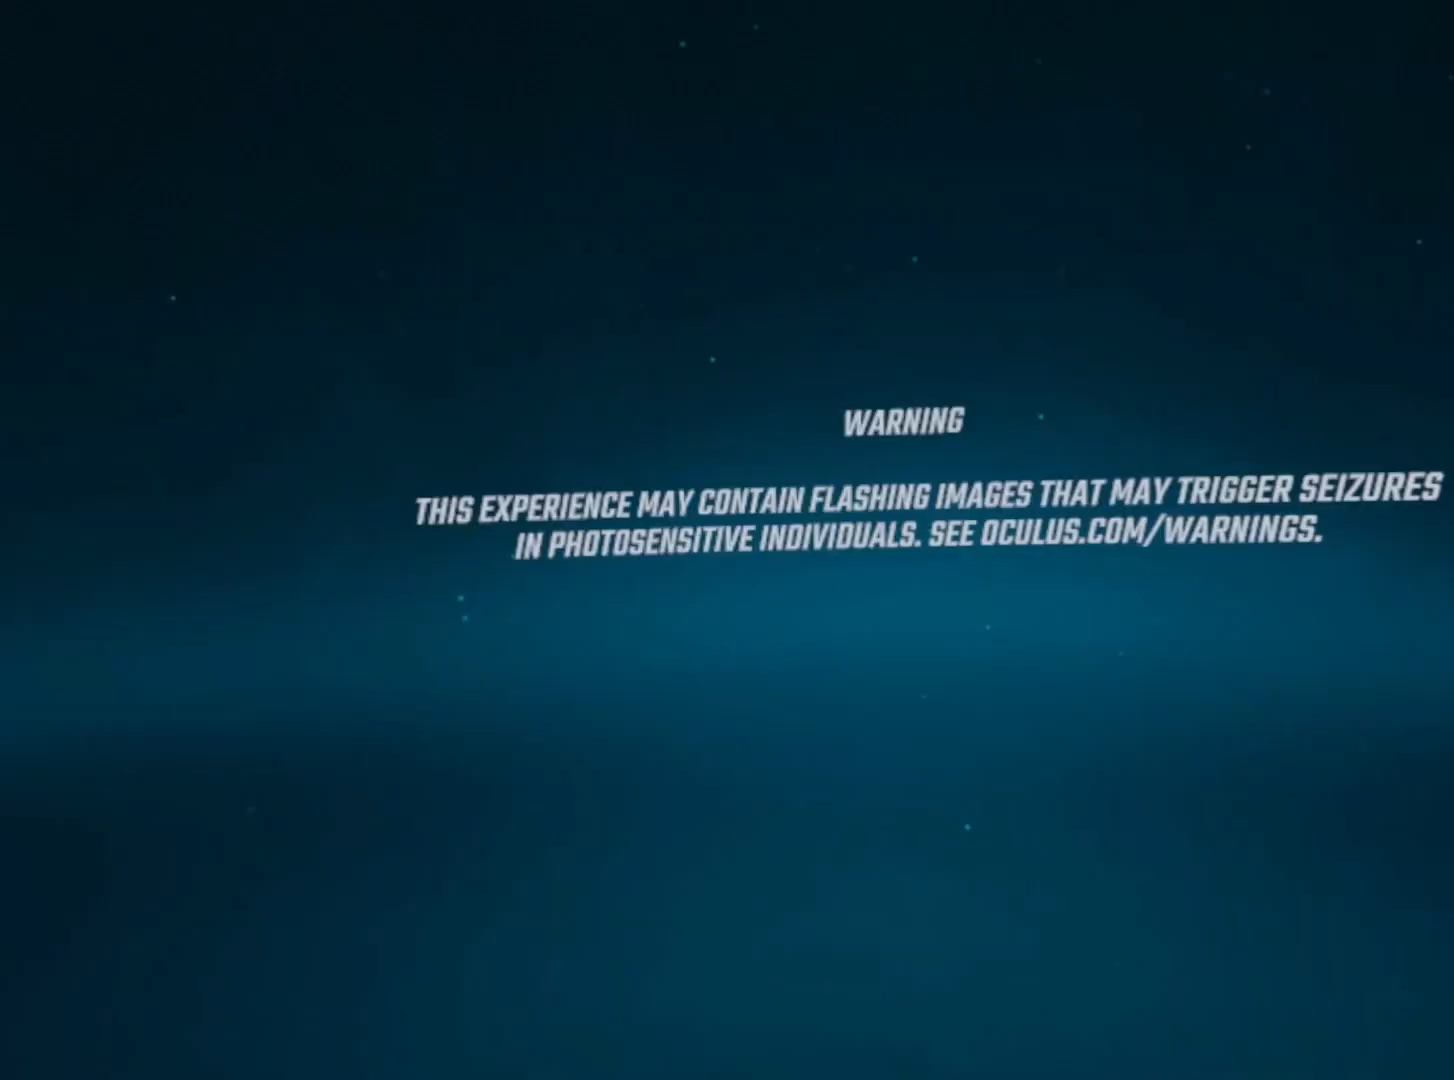 WARNING
THIS EXPERIENCE MAY CONTAIN FLASHING IMAGES THAT MAY TRIGGER SEIZURES
IN PHOTOSENSITIVE INDIVIDUALS. SEE OCULUS.COM/WARNINGS.